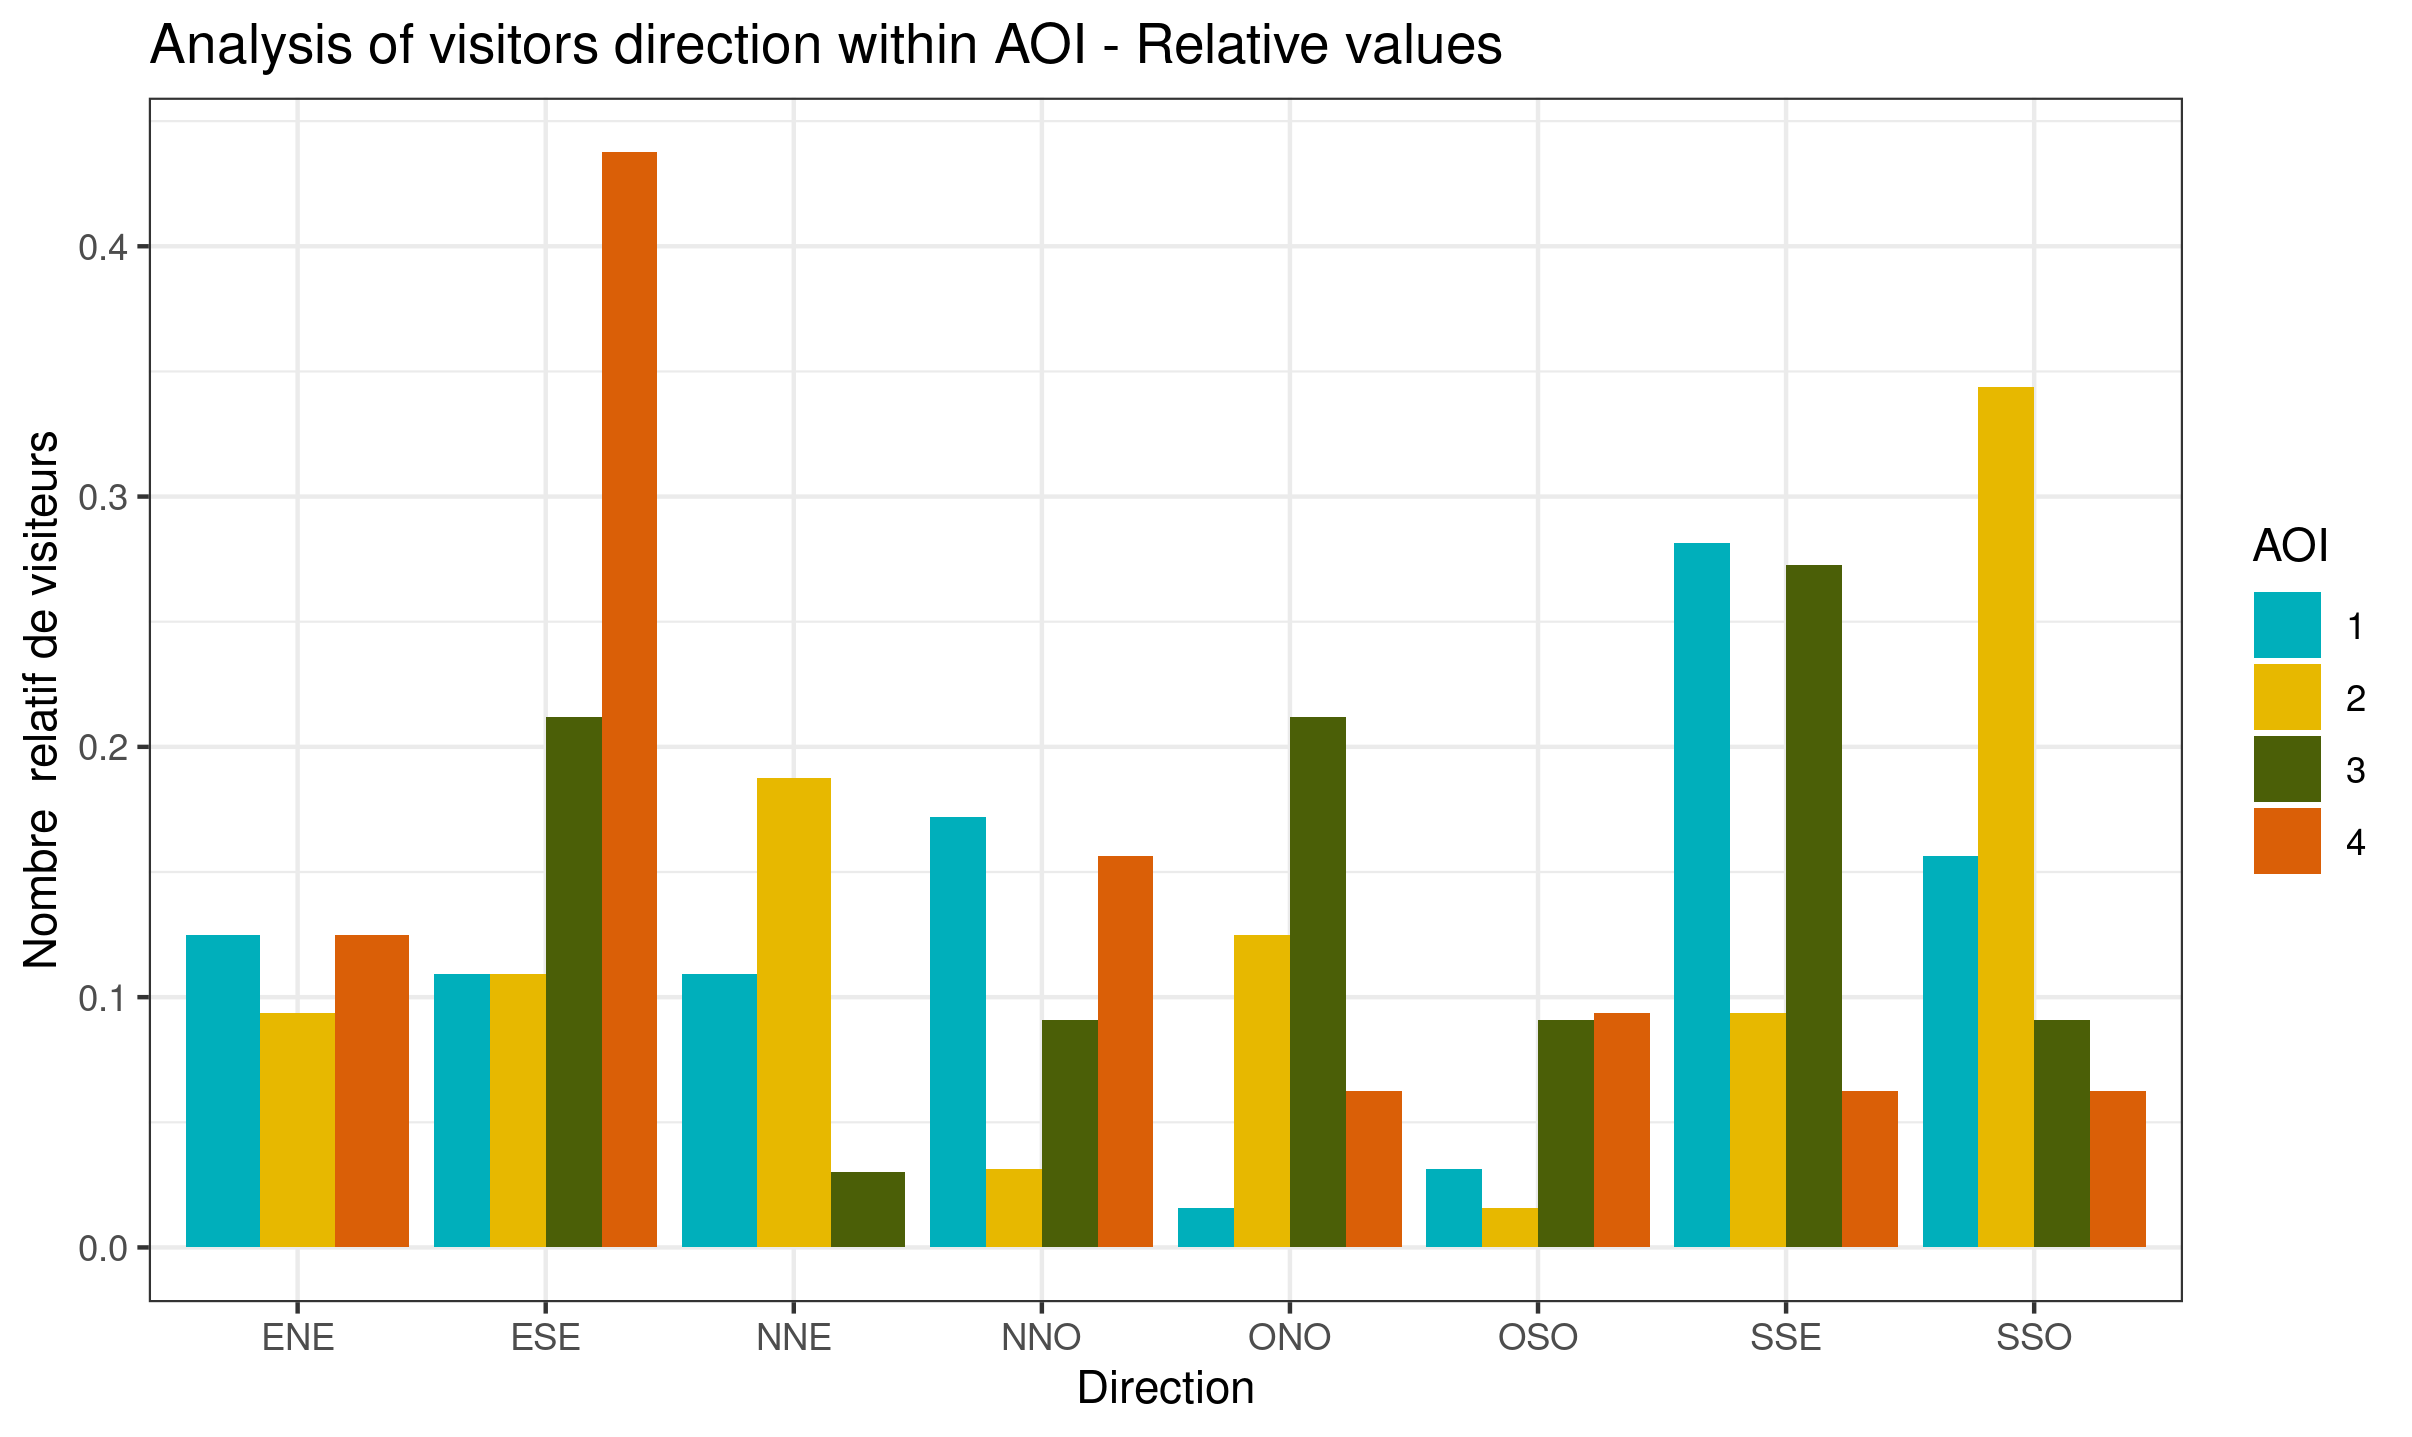 Analysis of visitors direction within AOI - Relative values
Nombre  relatif de visiteurs
0.4
0.3
0.2
0.1
0.0
ENE ESE NNE NNO ONO OSO SSE SSO
Direction
AOI
1
2
3
4